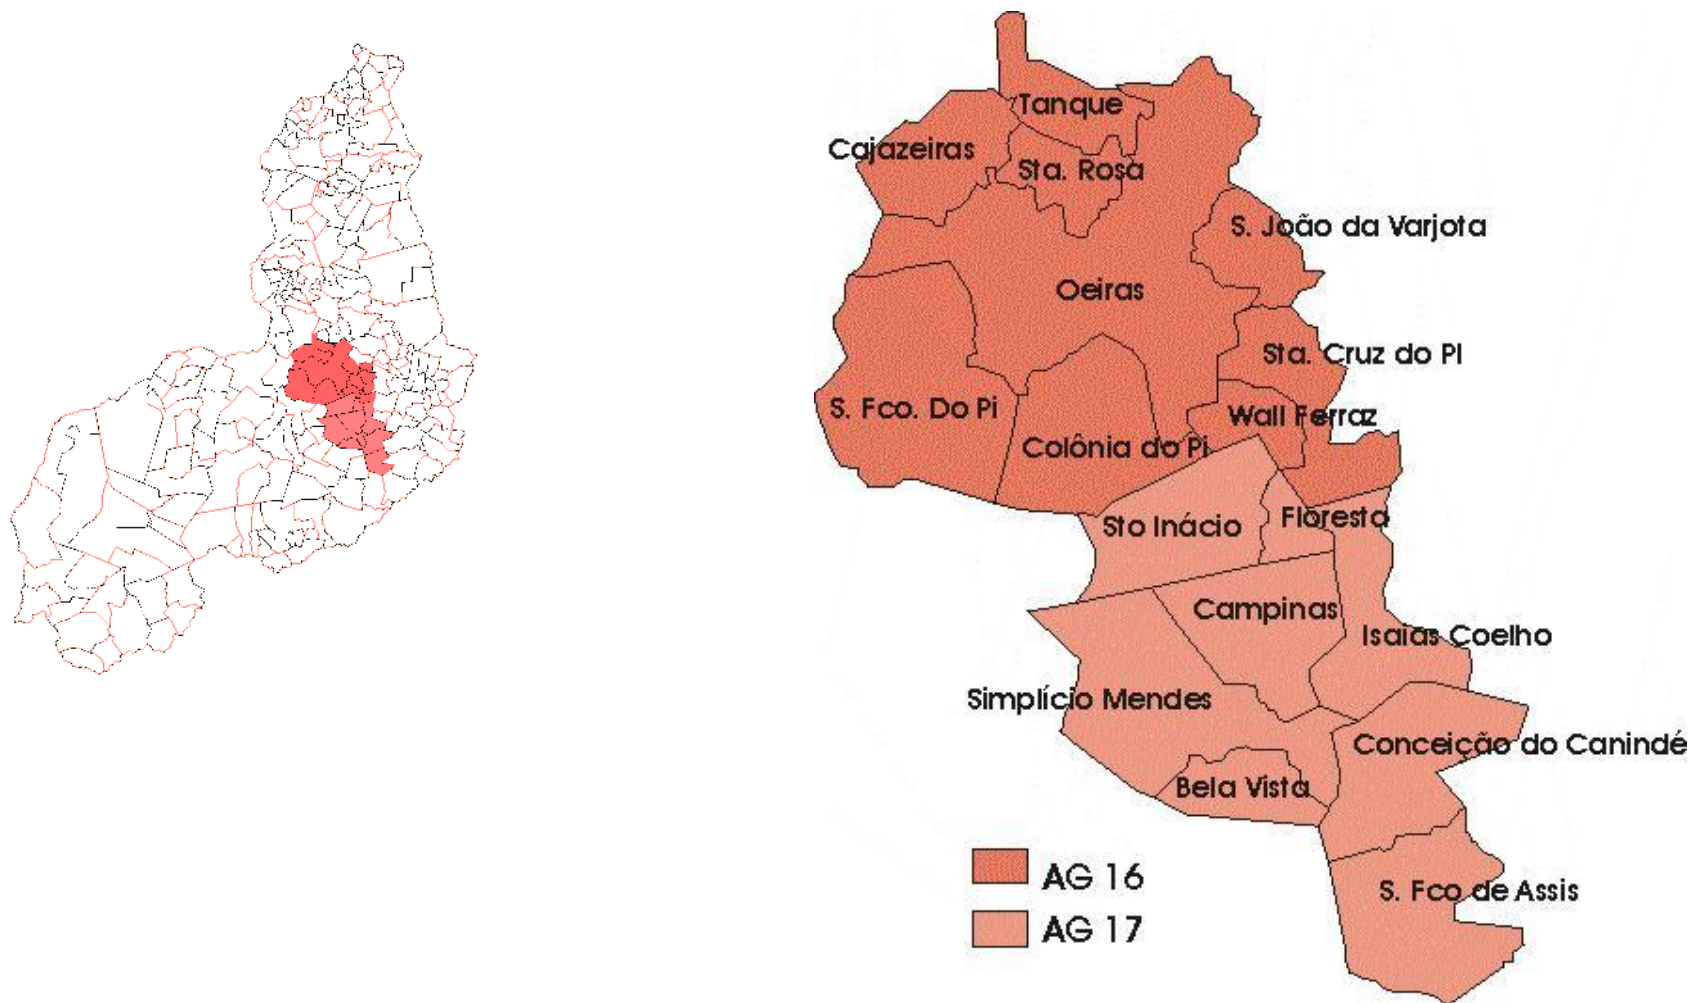 Tanque
Cajazeiras
Sta. Rosa
S. João da Varjota
Oeiras
Sta. Cruz do PI
S. Fco. Do Pi
Wall Ferraz
Colônia do Pi
Sto Inácio
Floresta
Campinas
Isaias Coelho
Simplício Mendes
Conceição do Canindé
Bela Vista
AG 16
S. Fco de Assis
AG 17